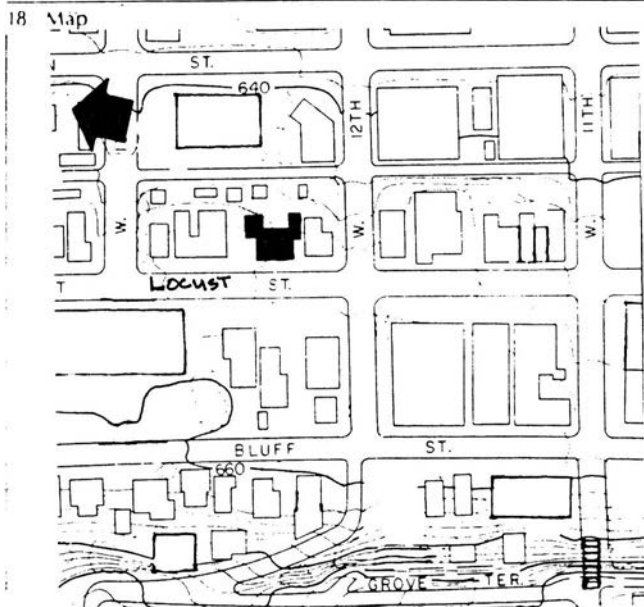 18 Map
N ST.
640
12TH
11TH
W. W. W.
T LOCUST ST.
BLUFF ST.
660
GROVE TER.